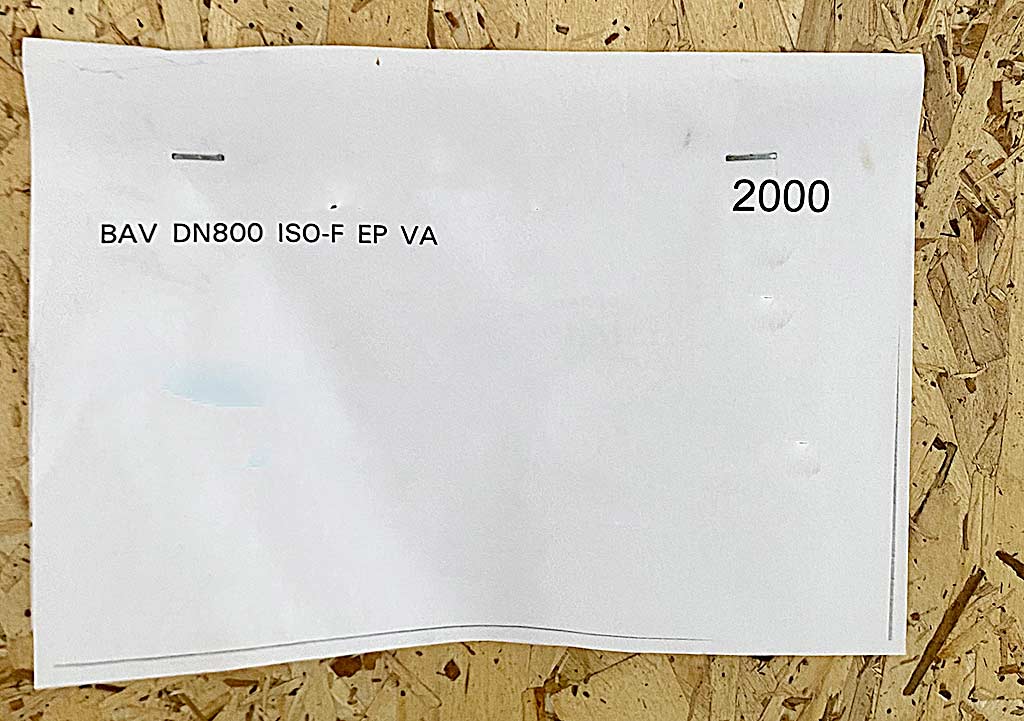 2000
BAV DN800 ISO-F EP VA